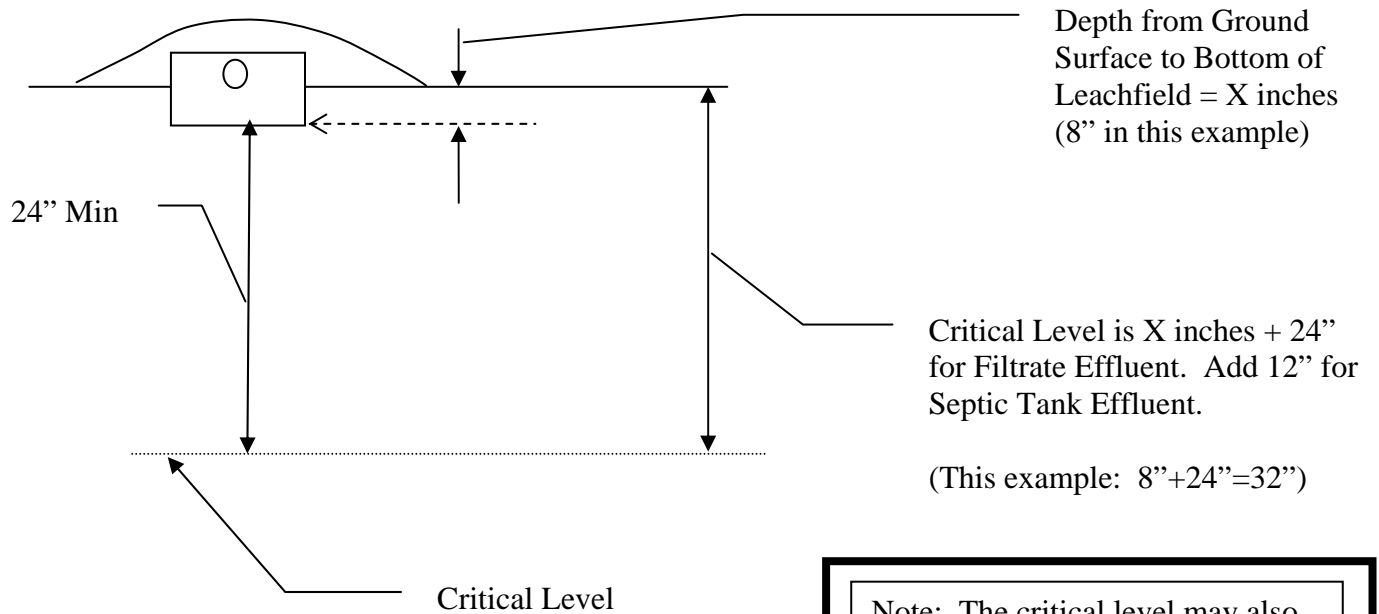 Depth from Ground
Surface to Bottom of
Leachfield = X inches
(8” in this example)
24” Min
Critical Level is X inches + 24”
for Filtrate Effluent.  Add 12” for
Septic Tank Effluent.
(This example:  8”+24”=32”)
Critical Level
Note:  The critical level may also